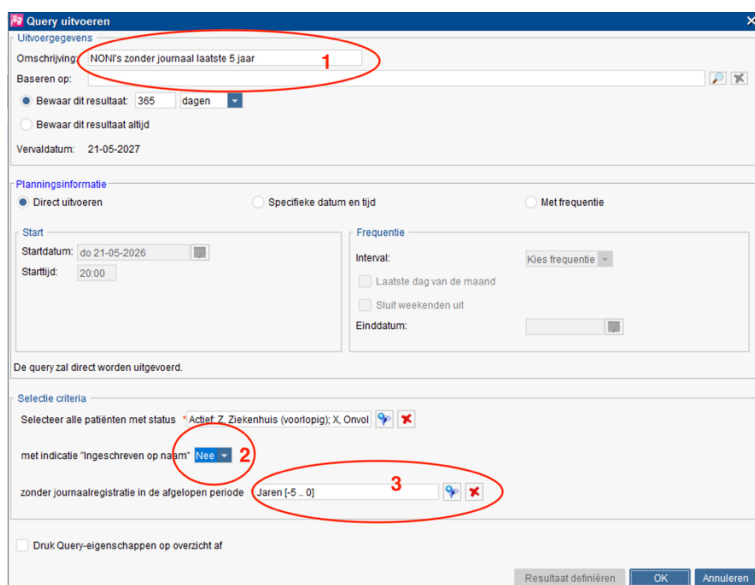 Query uitvoeren
Uitvoergegevens
Omschrijving: NONI's zonder journaal laatste 5 jaar 1
Baseren op:
Bewaar dit resultaat: 365 dagen
Bewaar dit resultaat altijd
Vervaldatum: 21-05-2027
Planningsinformatie
Direct uitvoeren Specifieke datum en tijd Met frequentie
Start Frequentie
Startdatum: do 21-05-2026 Interval: Kies frequentie
Starttijd: 20:00
Laatste dag van de maand
Sluit weekenden uit
Einddatum:
De query zal direct worden uitgevoerd.
Selectie criteria
Selecteer alle patiënten met status * Actief; Z, Ziekenhuis (voorlopig); X, Onvol
met indicatie "Ingeschreven op naam" Nee 2
zonder journaalregistratie in de afgelopen periode Jaren [-5 .. 0] 3
Druk Query-eigenschappen op overzicht af
Resultaat definiëren OK Annuleren